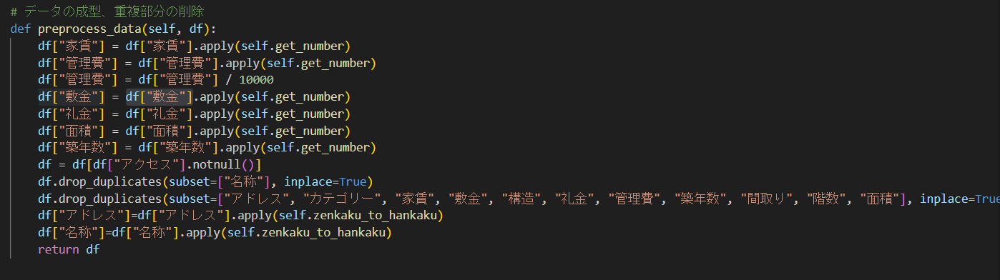 # データの成型、重複部分の削除
def preprocess_data(self, df):
df["家賃"] = df["家賃"].apply(self.get_number)
df["管理費"] = df["管理費"].apply(self.get_number)
df["管理費"] = df["管理費"] / 10000
df["敷金"] = df["敷金"].apply(self.get_number)
df["礼金"] = df["礼金"].apply(self.get_number)
df["面積"] = df["面積"].apply(self.get_number)
df["築年数"] = df["築年数"].apply(self.get_number)
df = df[df["アクセス"].notnull()]
df.drop_duplicates(subset=["名称"], inplace=True)
df.drop_duplicates(subset=["アドレス", "カテゴリー", "家賃", "敷金", "構造", "礼金", "管理費", "築年数", "間取り", "階数", "面積"], inplace=True
df["アドレス"]=df["アドレス"].apply(self.zenkaku_to_hankaku)
df["名称"]=df["名称"].apply(self.zenkaku_to_hankaku)
return df